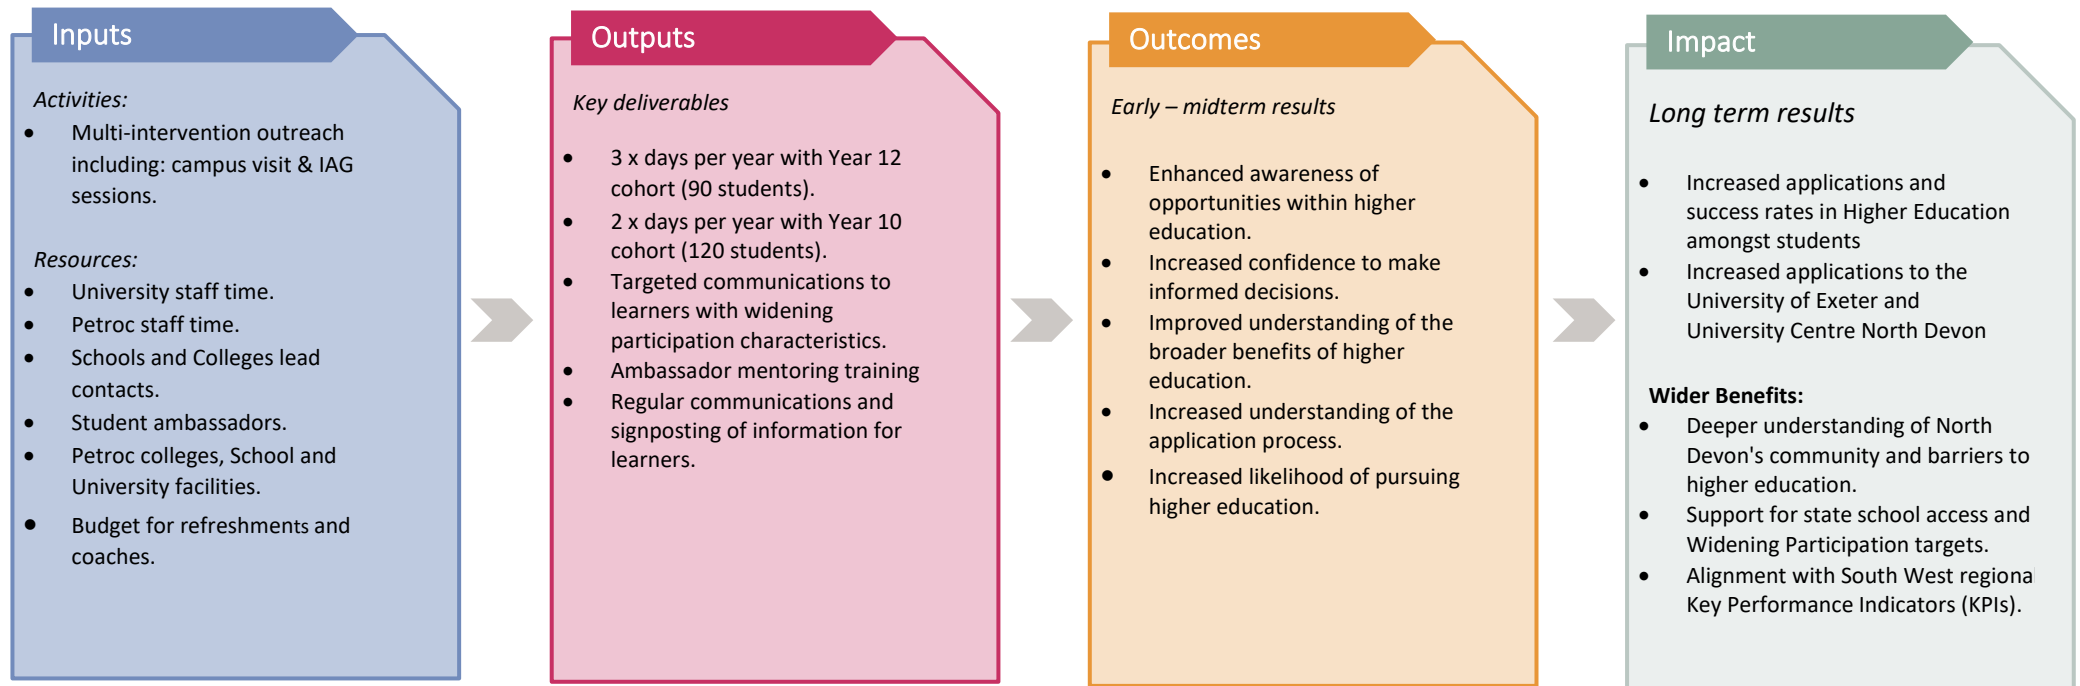 Inputs
Activities:
• Multi-intervention outreach
including: campus visit & IAG
sessions.
Resources:
• University staff time.
• Petroc staff time.
• Schools and Colleges lead
contacts.
• Student ambassadors.
• Petroc colleges, School and
University facilities.
• Budget for refreshments and
coaches.
Outputs
Key deliverables
• 3 x days per year with Year 12
cohort (90 students).
• 2 x days per year with Year 10
cohort (120 students).
• Targeted communications to
learners with widening
participation characteristics.
• Ambassador mentoring training
• Regular communications and
signposting of information for
learners.
Outcomes
Early – midterm results
• Enhanced awareness of
opportunities within higher
education.
• Increased confidence to make
informed decisions.
• Improved understanding of the
broader benefits of higher
education.
• Increased understanding of the
application process.
• Increased likelihood of pursuing
higher education.
Impact
Long term results
• Increased applications and
success rates in Higher Education
amongst students
• Increased applications to the
University of Exeter and
University Centre North Devon
Wider Benefits:
• Deeper understanding of North
Devon's community and barriers to
higher education.
• Support for state school access and
Widening Participation targets.
• Alignment with South West regional
Key Performance Indicators (KPIs).